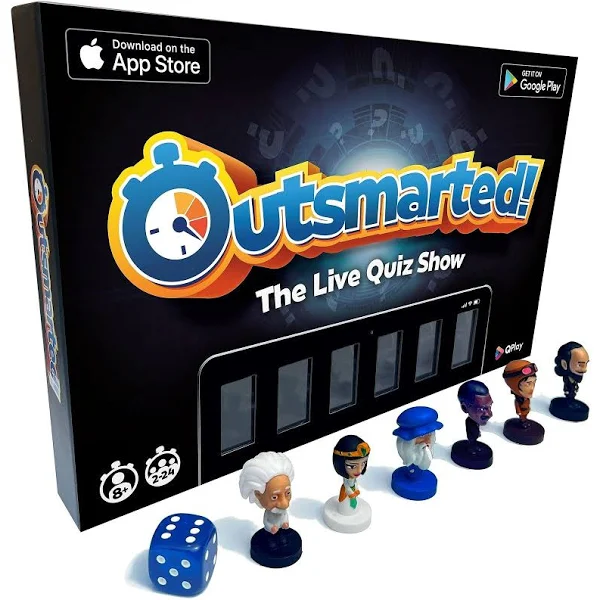 Download on the
App Store
GET IT ON
Google Play
Outsmarted!
The Live Quiz Show
Outsmarted!
QPlay
8+
2-24